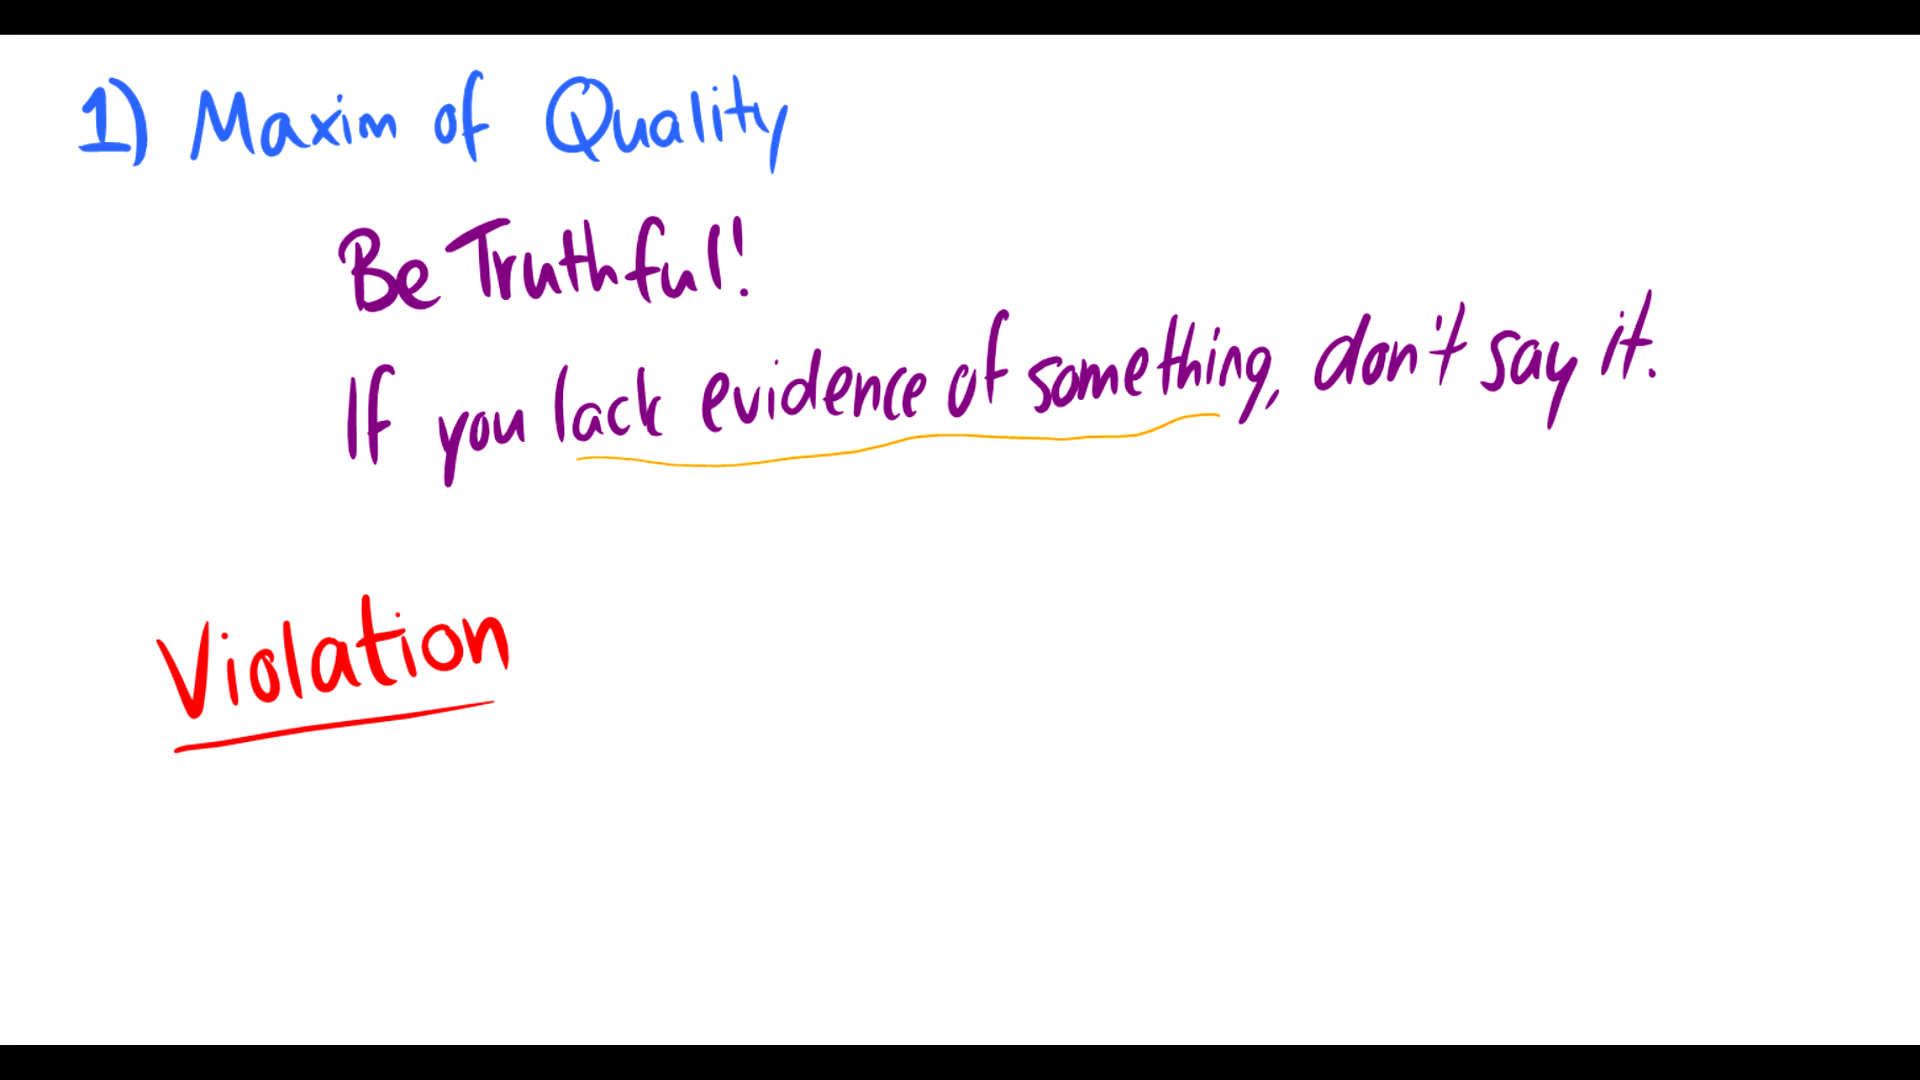 1) Maxim of Quality
Be Truthful!
If you lack evidence of something, don't say it.
Violation